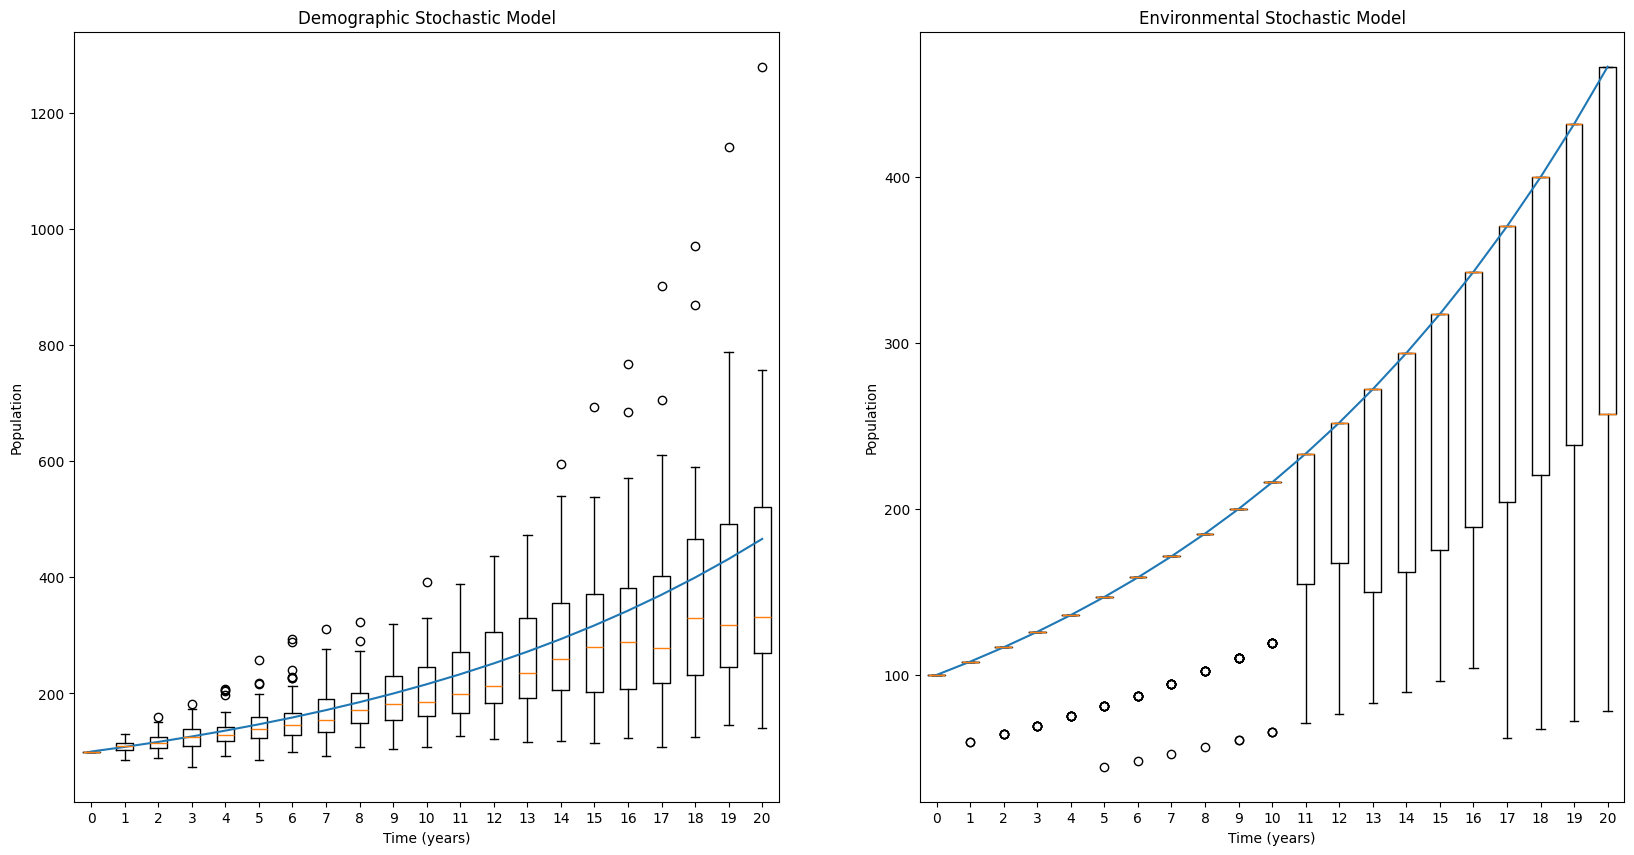 Demographic Stochastic Model
1200
1000
800
600
400
200
Population
0 1 2 3 4 5 6 7 8 9 10 11 12 13 14 15 16 17 18 19 20
Time (years)
Environmental Stochastic Model
400
300
200
100
Population
0 1 2 3 4 5 6 7 8 9 10 11 12 13 14 15 16 17 18 19 20
Time (years)